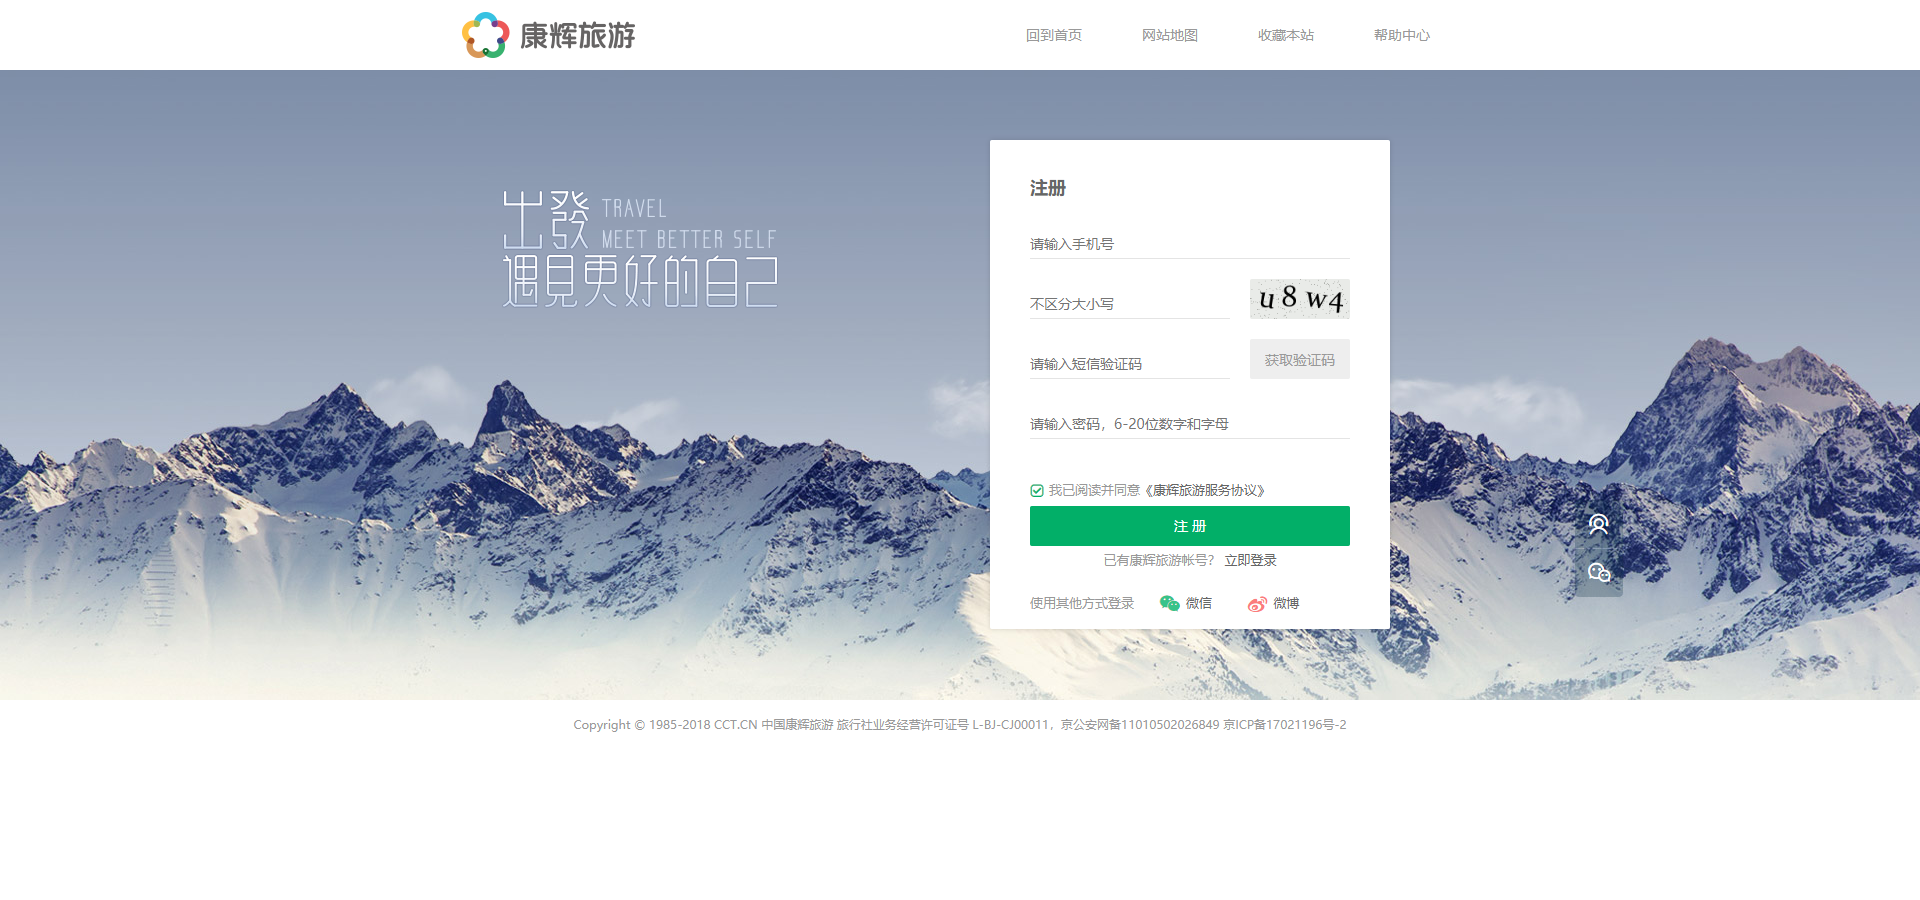 康辉旅游
回到首页 网站地图 收藏本站 帮助中心
出發 TRAVEL
MEET BETTER SELF
遇見更好的自己
注册
请输入手机号
不区分大小写 u8w4
请输入短信验证码 获取验证码
请输入密码，6-20位数字和字母
我已阅读并同意《康辉旅游服务协议》
注 册
已有康辉旅游帐号？ 立即登录
使用其他方式登录 微信 微博
Copyright © 1985-2018 CCT.CN 中国康辉旅游 旅行社业务经营许可证号 L-BJ-CJ00011，京公安网备11010502026849 京ICP备17021196号-2